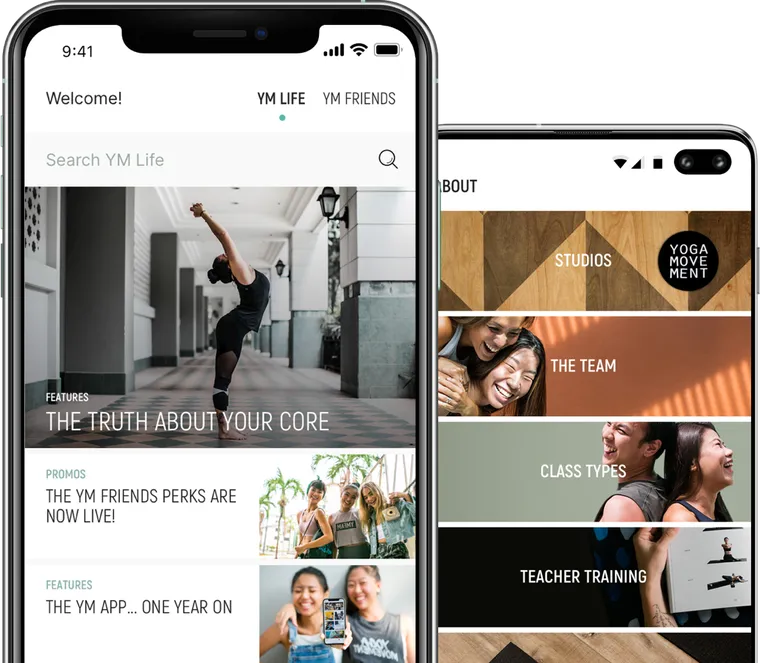 9:41
Welcome!
YM LIFE
YM FRIENDS
Search YM Life
FEATURES
THE TRUTH ABOUT YOUR CORE
PROMOS
THE YM FRIENDS PERKS ARE
NOW LIVE!
FEATURES
THE YM APP... ONE YEAR ON
BOUT
STUDIOS
YOGA
MOVE
MENT
THE TEAM
CLASS TYPES
TEACHER TRAINING